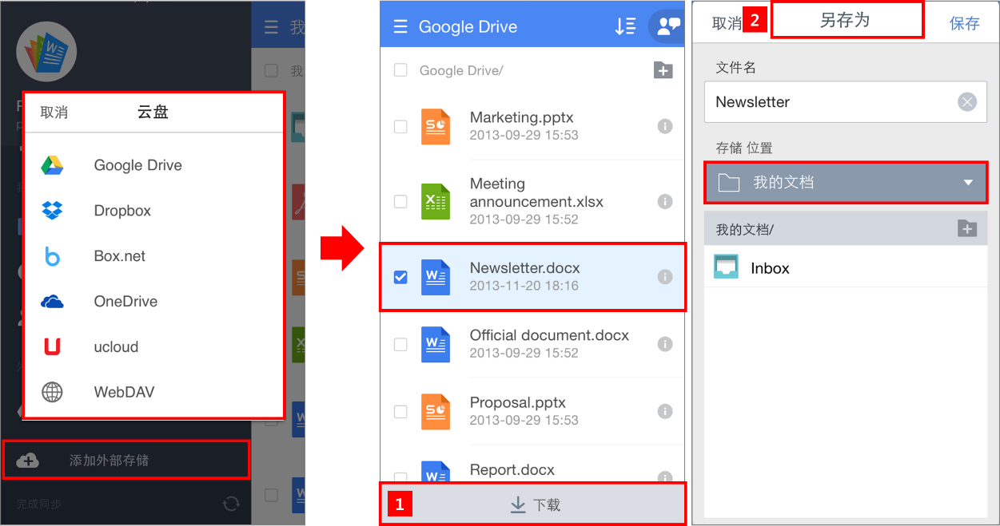 我
我
取消
云盘
Google Drive
Dropbox
Box.net
OneDrive
ucloud
WebDAV
添加外部存储
完成同步
Google Drive
Google Drive/
Marketing.pptx
2013-09-29 15:53
Meeting
announcement.xlsx
2013-09-29 15:52
Newsletter.docx
2013-11-20 18:16
Official document.docx
2013-09-29 15:52
Proposal.pptx
2013-09-29 15:53
Report.docx
1
下载
取消
2
另存为
保存
文件名
Newsletter
存储 位置
我的文档
我的文档/
Inbox